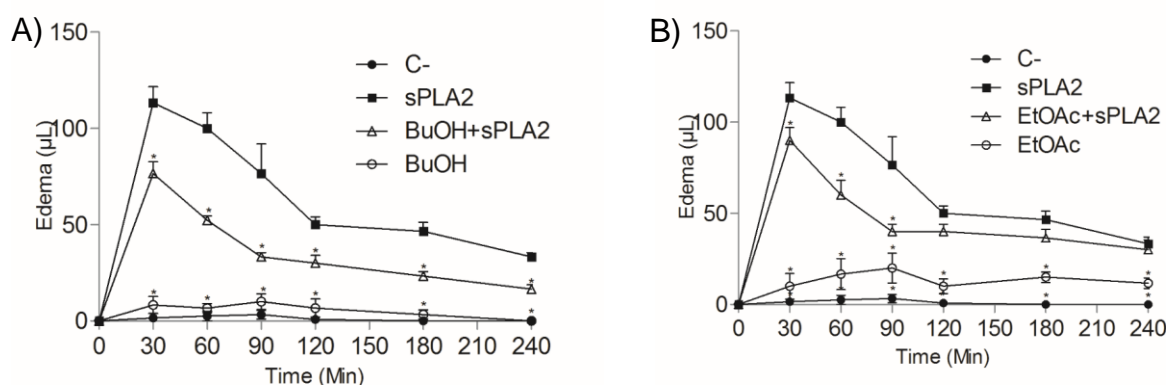 A)
150
100
50
0
Edema (µL)
C-
sPLA2
BuOH+sPLA2
BuOH
* * * * * *
* * * * * *
0 30 60 90 120 150 180 210 240
Time (Min)
B)
150
100
50
0
Edema (µL)
C-
sPLA2
EtOAc+sPLA2
EtOAc
* * *
* * * * * *
* * * * *
0 30 60 90 120 150 180 210 240
Time (Min)